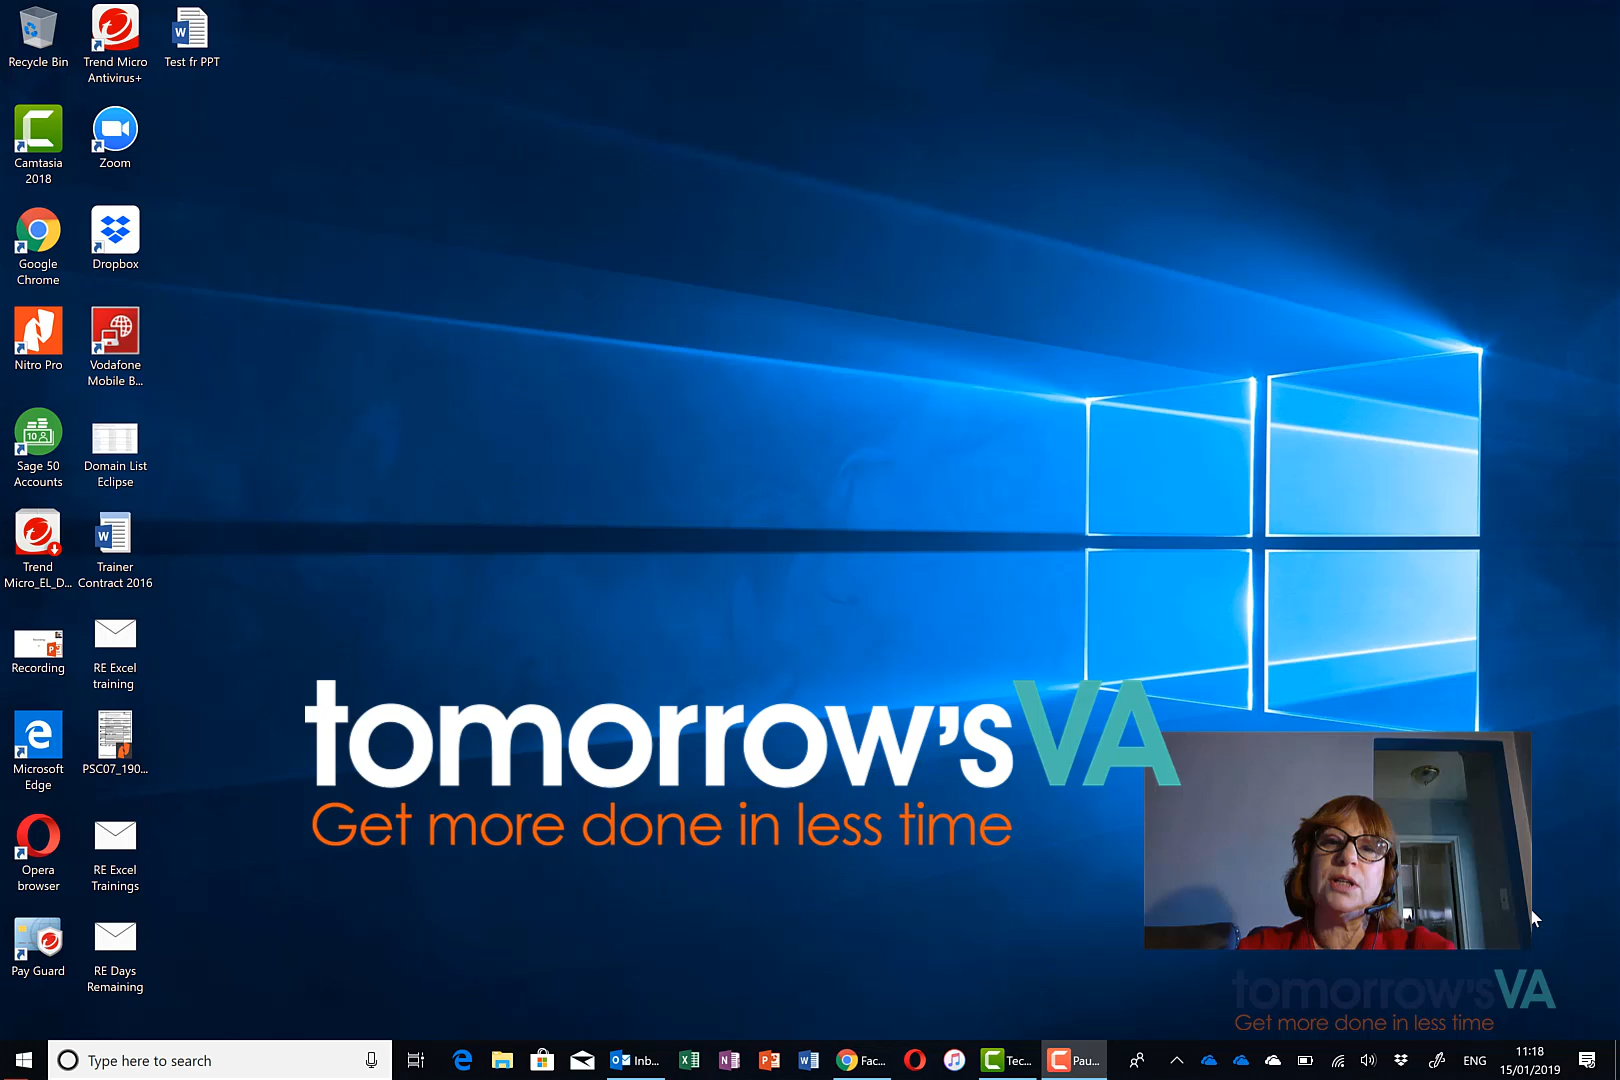 Recycle Bin
Trend Micro
Antivirus+
Test fr PPT
Camtasia
2018
Zoom
Google
Chrome
Dropbox
Nitro Pro
Vodafone
Mobile B...
10
Sage 50
Accounts
Domain List
Eclipse
Trend
Micro_EL_D...
Trainer
Contract 2016
Recording
RE Excel
training
Microsoft
Edge
PSC07_190...
Opera
browser
RE Excel
Trainings
Pay Guard
RE Days
Remaining
tomorrow'sVA
Get more done in less time
tomorrow'sVA
Get more done in less time
Type here to search
Inb...
Fac...
Tec...
Pau...
ENG
11:18
15/01/2019